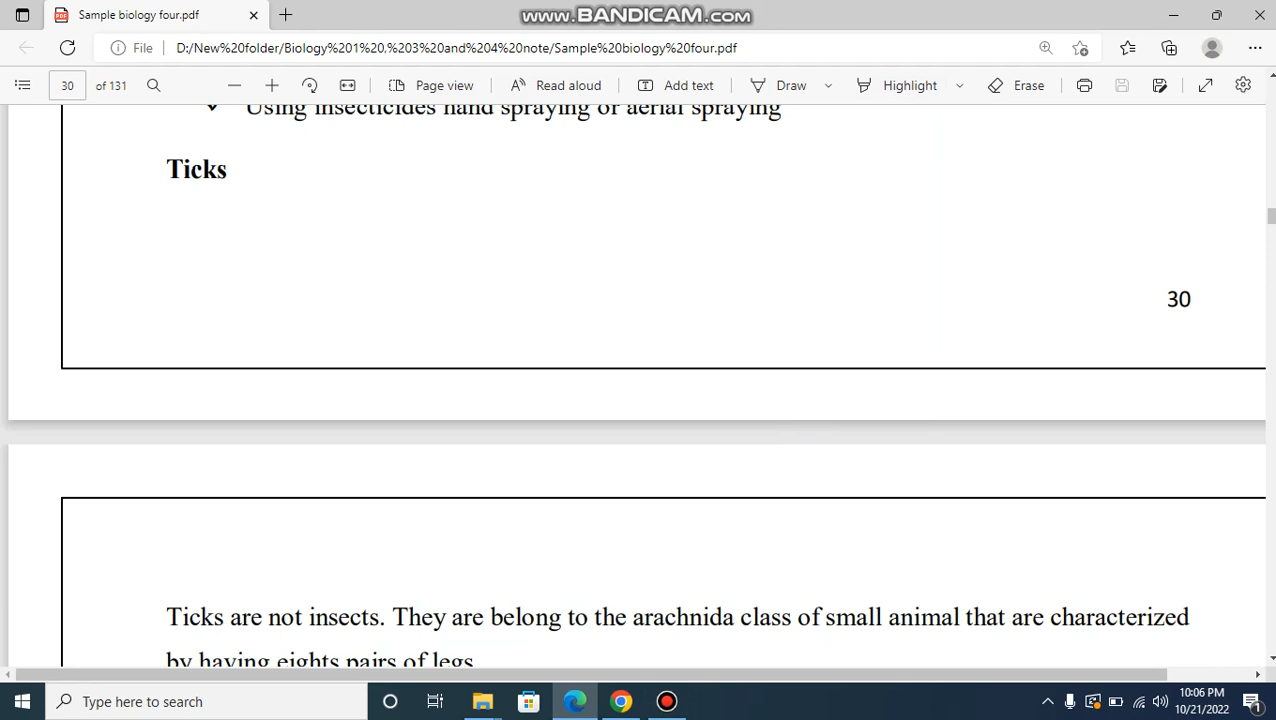 Sample biology four.pdf
WWW.BANDICAM.COM
File
D:/New%20folder/Biology%201%20.%203%20and%204%20note/Sample%20biology%20four.pdf
30
of 131
Page view
Read aloud
Add text
Draw
Highlight
Erase
Using insecticides hand spraying or aerial spraying
Ticks
30
Ticks are not insects. They are belong to the arachnida class of small animal that are characterized
by having eights pairs of legs
Type here to search
10:06 PM
10/21/2022
1